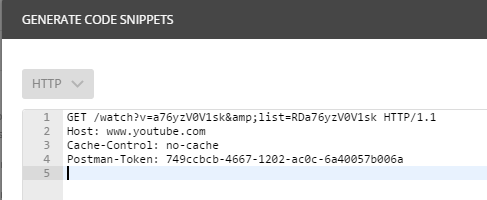 GENERATE CODE SNIPPETS
HTTP
1 GET /watch?v=a76yzV0V1sk&amp;list=RDa76yzV0V1sk HTTP/1.1
2 Host: www.youtube.com
3 Cache-Control: no-cache
4 Postman-Token: 749ccbcb-4667-1202-ac0c-6a40057b006a
5